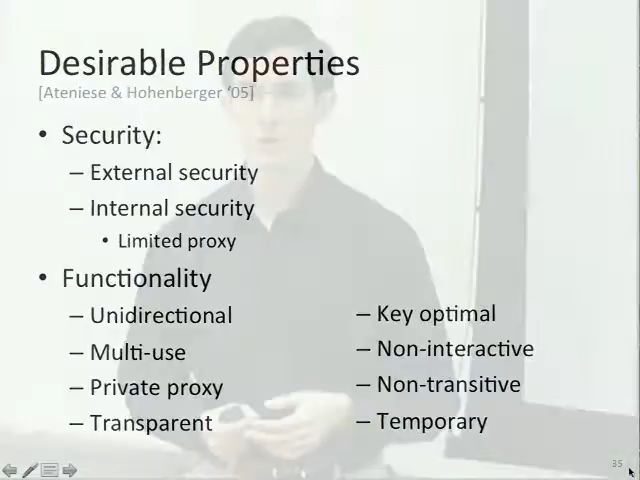 Desirable Properties
[Ateniese & Hohenberger ‘05]
• Security:
– External security
– Internal security
• Limited proxy
• Functionality
– Unidirectional
– Multi-use
– Private proxy
– Transparent
– Key optimal
– Non-interactive
– Non-transitive
– Temporary
35